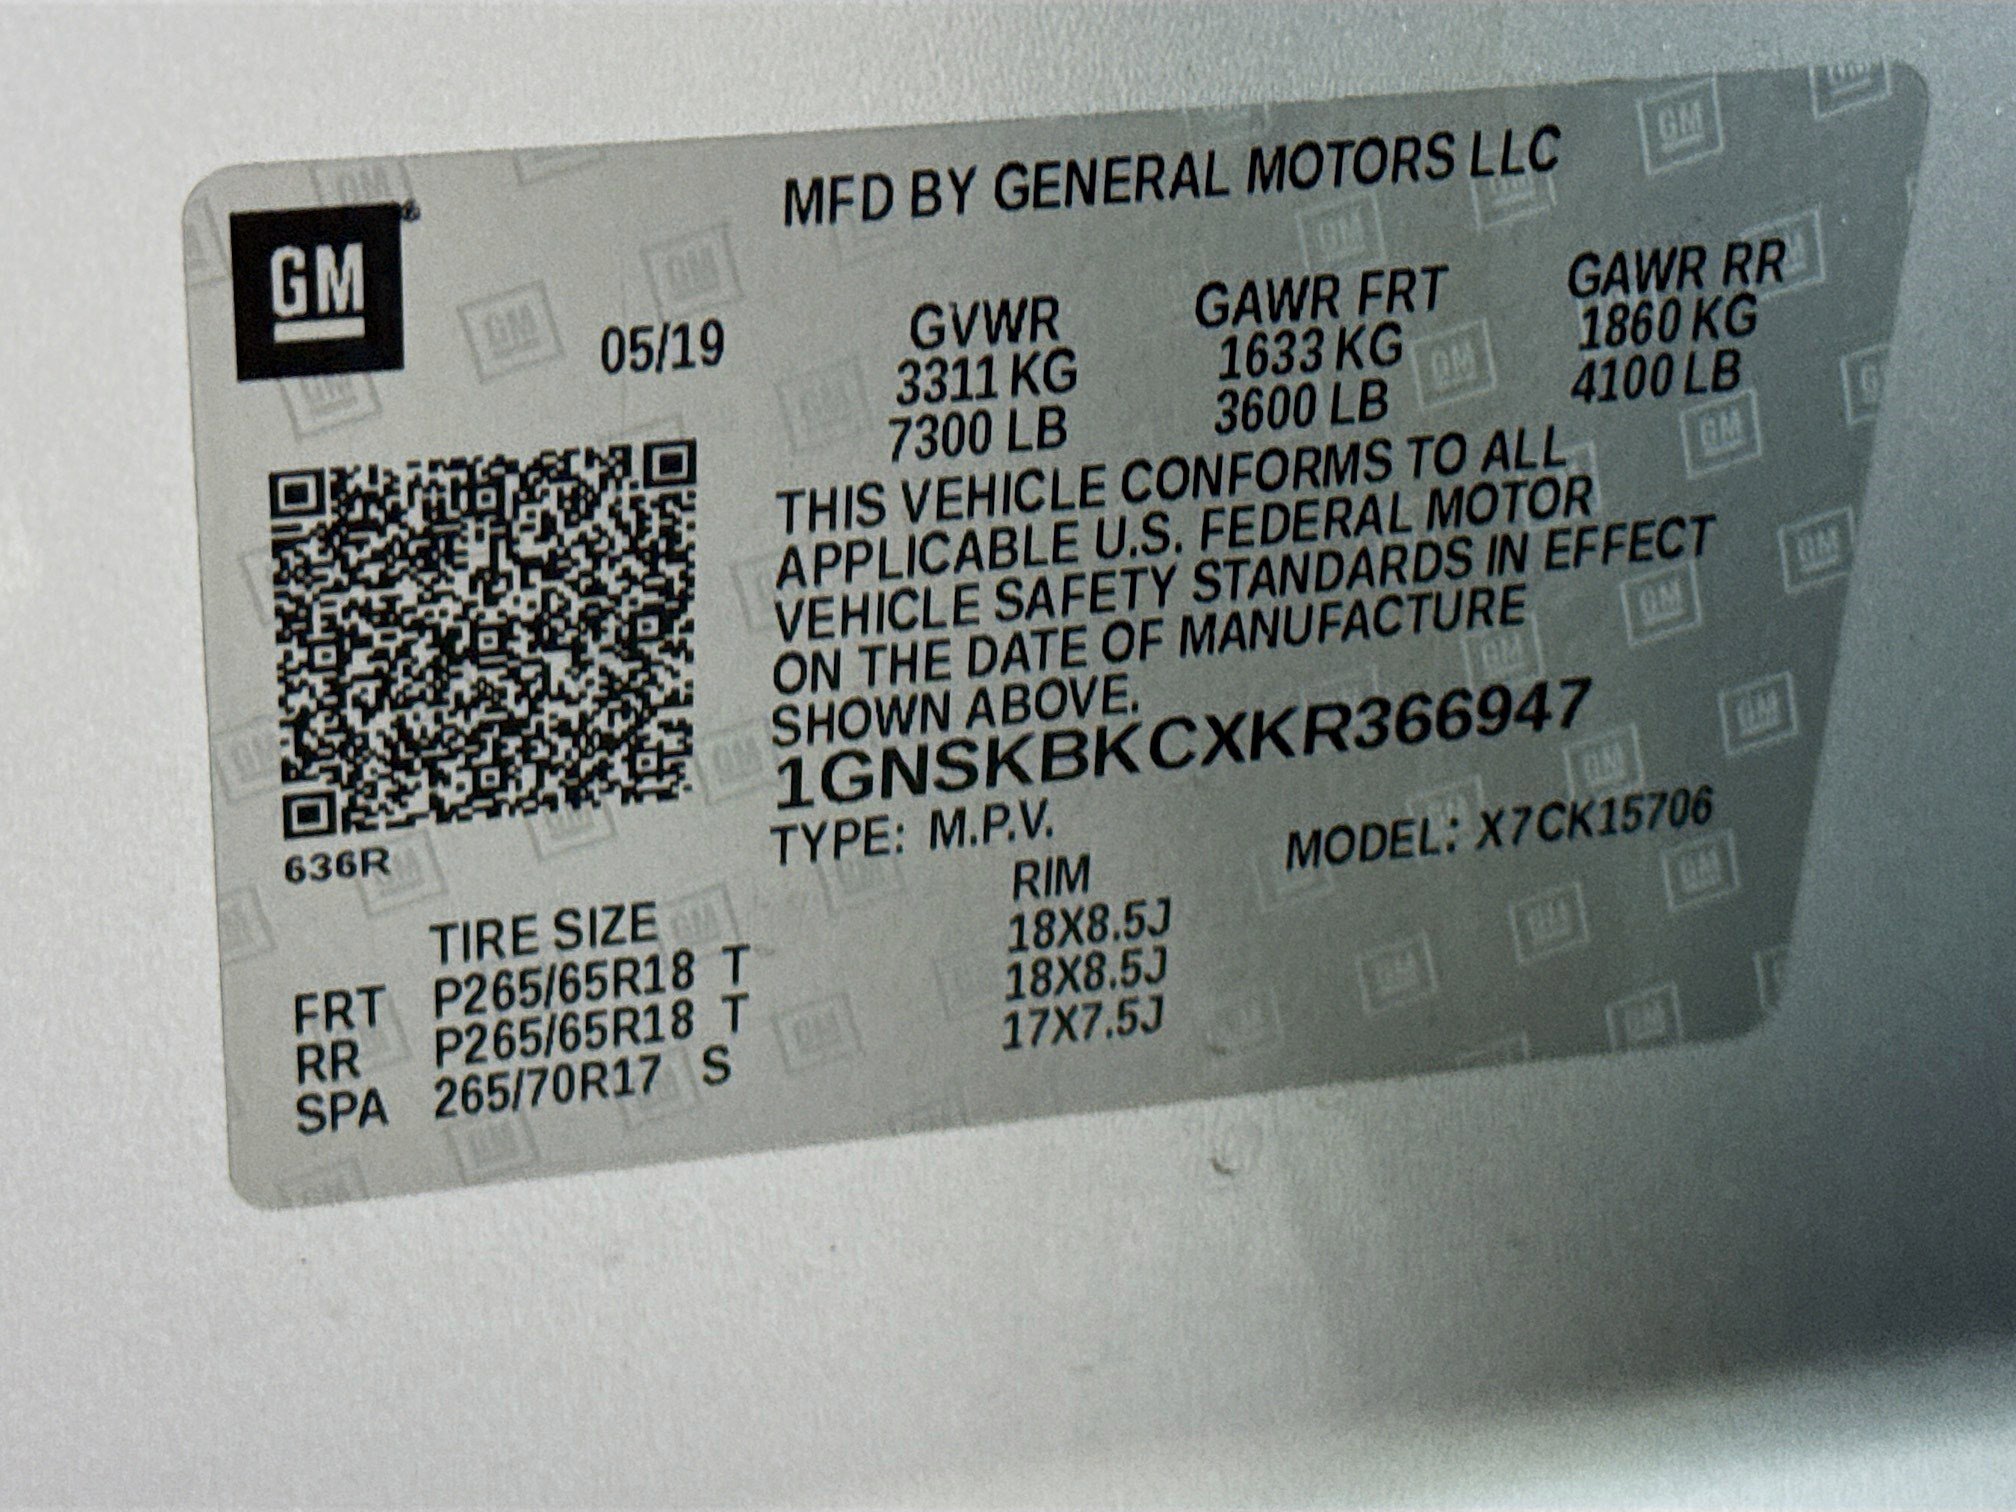 GM
MFD BY GENERAL MOTORS LLC
05/19
GVWR GAWR FRT GAWR RR
3311 KG 1633 KG 1860 KG
7300 LB 3600 LB 4100 LB
THIS VEHICLE CONFORMS TO ALL
APPLICABLE U.S. FEDERAL MOTOR
VEHICLE SAFETY STANDARDS IN EFFECT
ON THE DATE OF MANUFACTURE
SHOWN ABOVE.
1GNSKBKCXKR366947
TYPE: M.P.V. MODEL: X7CK15706
636R
TIRE SIZE RIM
FRT P265/65R18 T 18X8.5J
RR P265/65R18 T 18X8.5J
SPA 265/70R17 S 17X7.5J